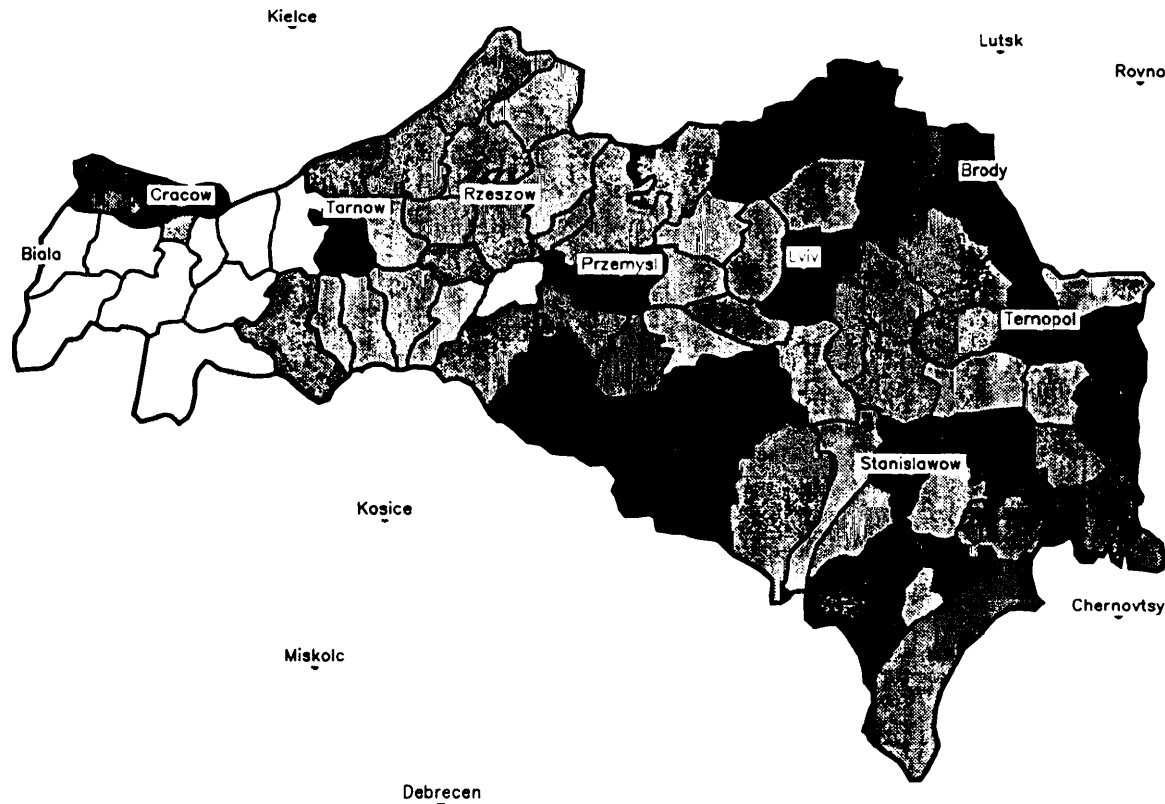 Kielce
Lutsk
Rovno
Cracow
Tarnow
Rzeszow
Brody
Biala
Przemysl
Lviv
Ternopol
Stanislawow
Kosice
Chernovtsy
Miskolc
Debrecen